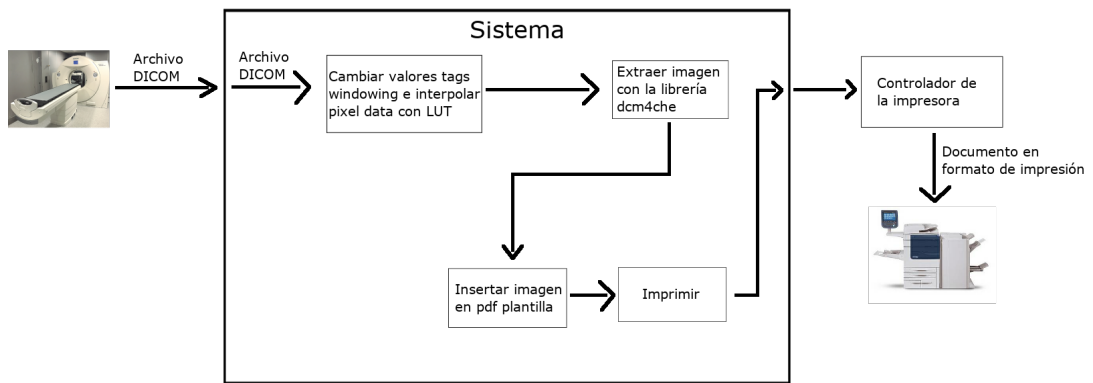 Sistema
Archivo
DICOM
Archivo
DICOM
Cambiar valores tags
windowing e interpolar
pixel data con LUT
Extraer imagen
con la librería
dcm4che
Controlador de
la impresora
Documento en
formato de impresión
Insertar imagen
en pdf plantilla
Imprimir